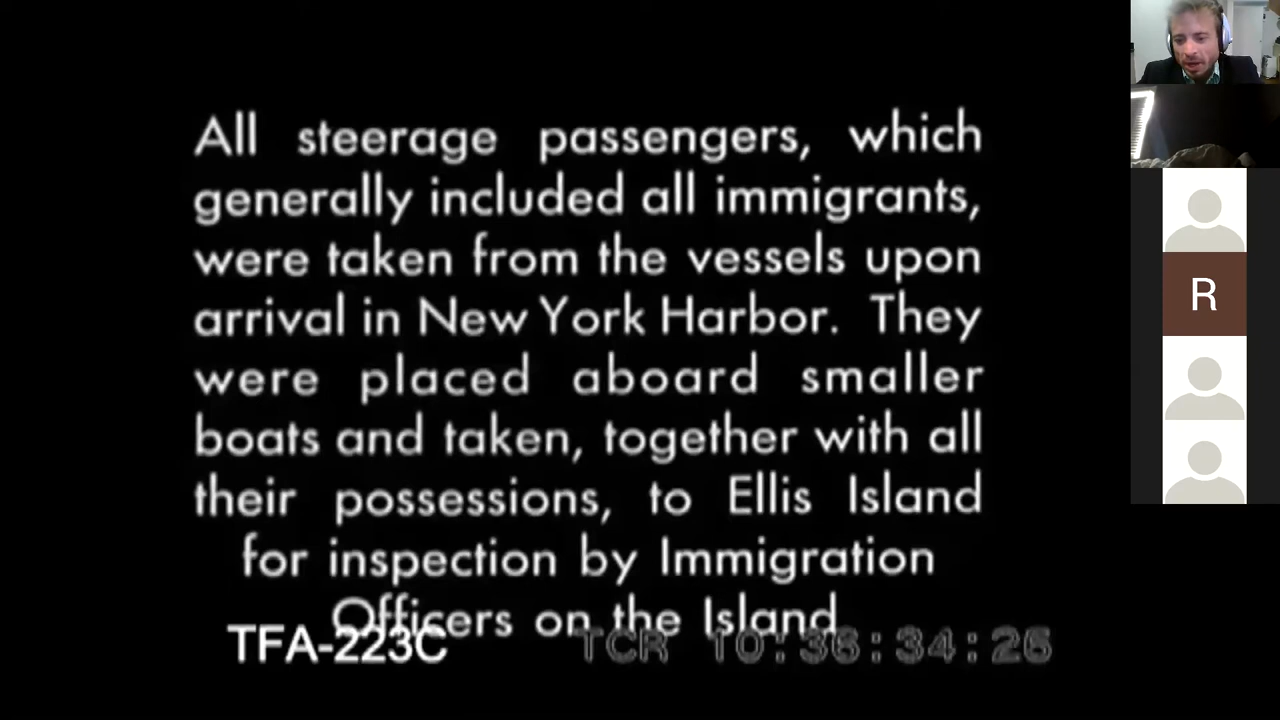 All steerage passengers, which
generally included all immigrants,
were taken from the vessels upon
arrival in New York Harbor. They
were placed aboard smaller
boats and taken, together with all
their possessions, to Ellis Island
for inspection by Immigration
Officers on the Island
TFA-223C TCR 10:36:34:26
R